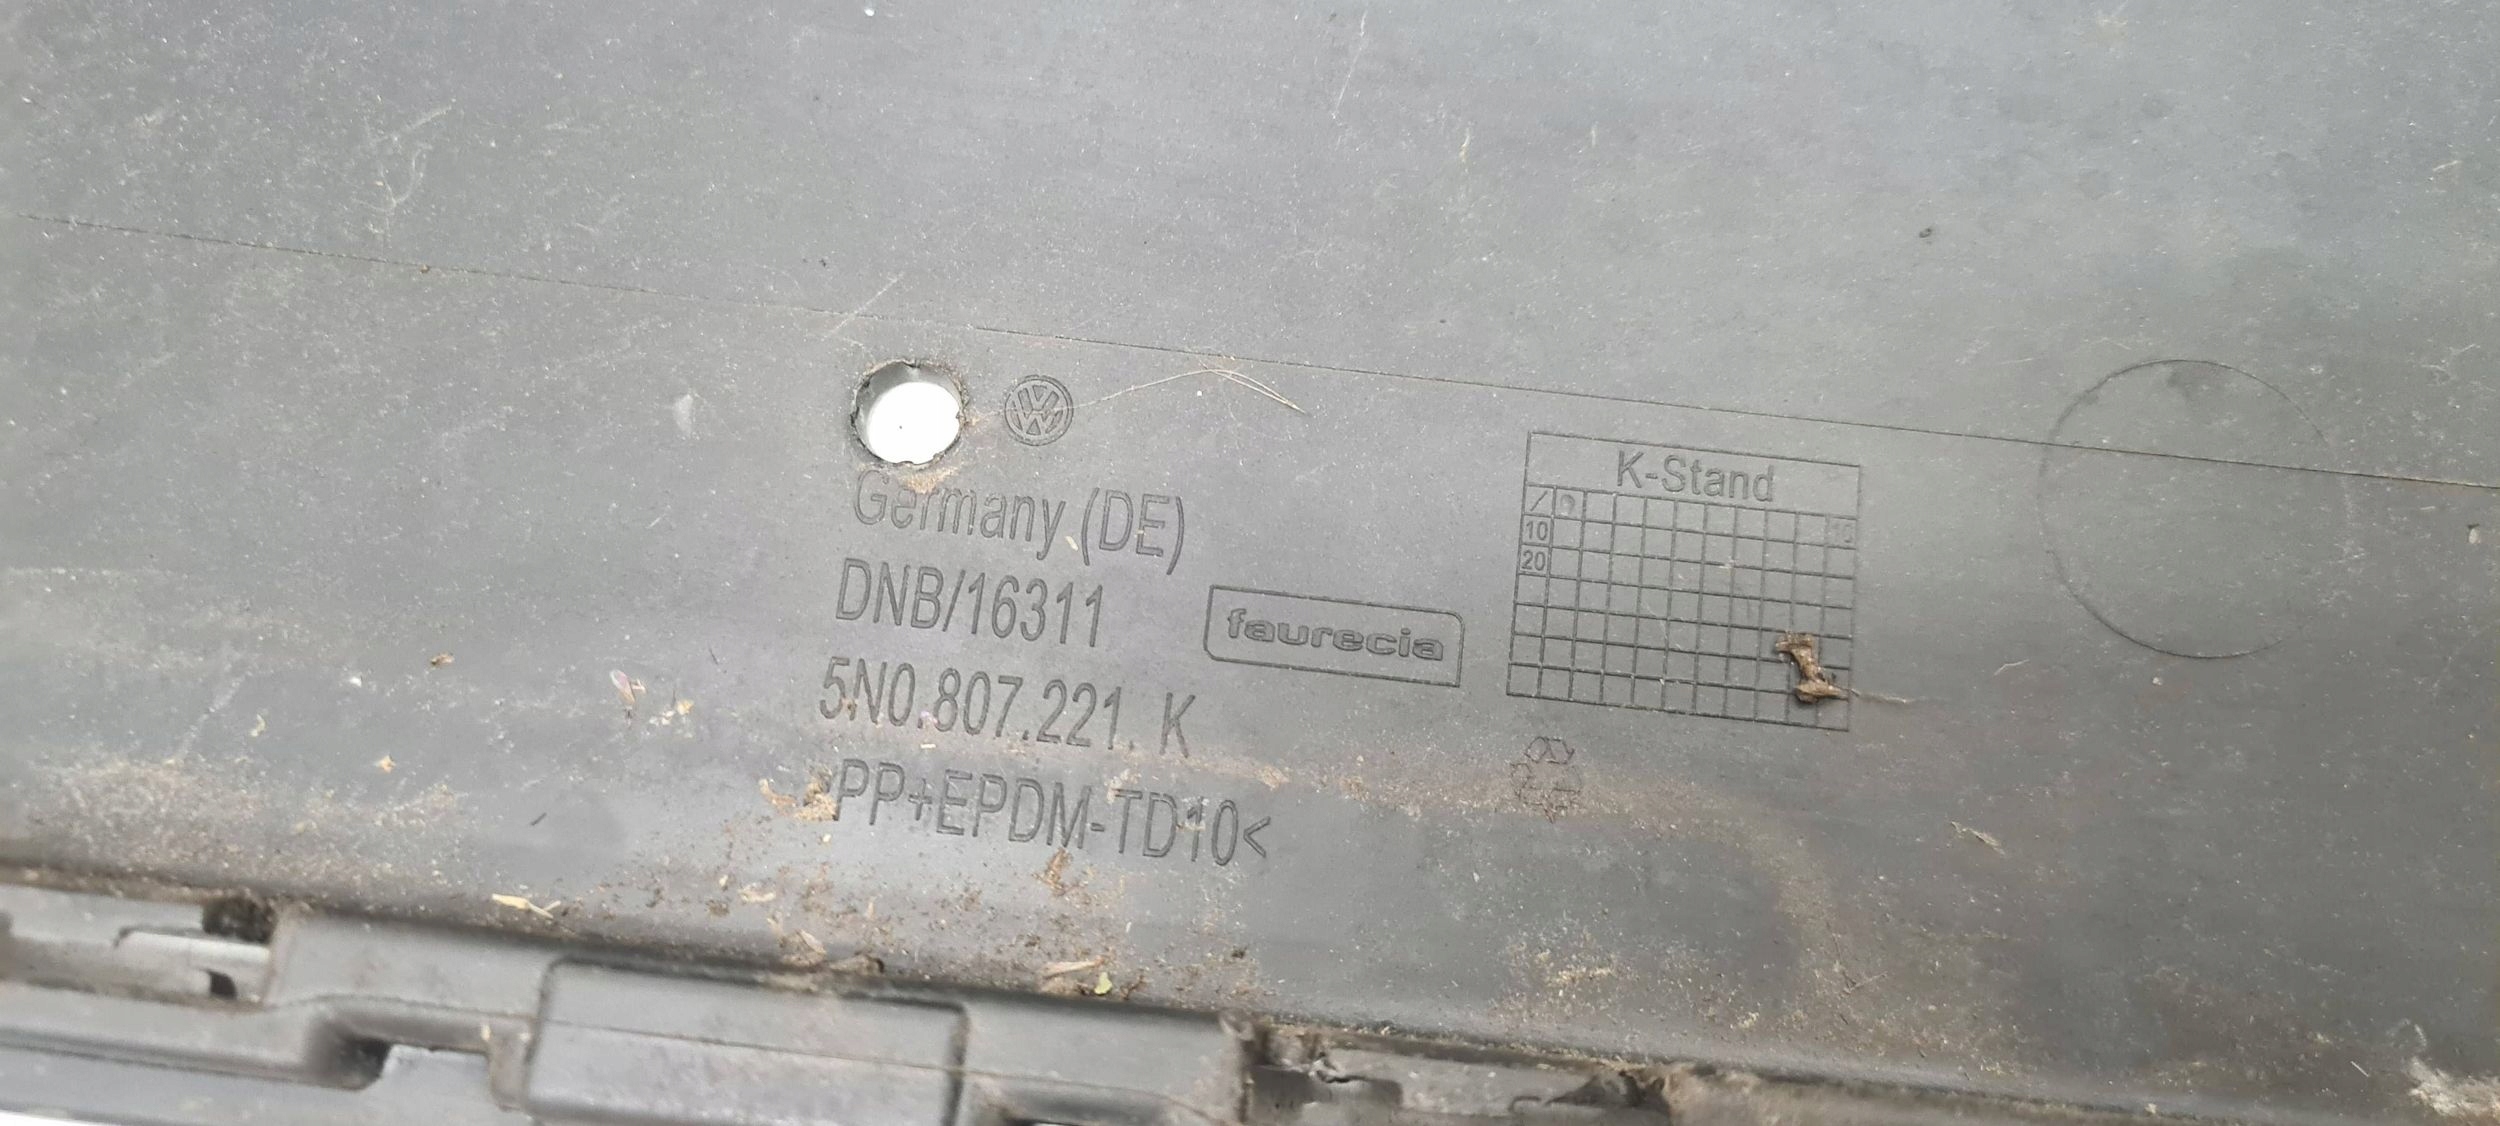 Germany (DE)
DNB/16311
5N0.807.221. K
PP+EPDM-TD10<
faurecia
K-Stand
10
20